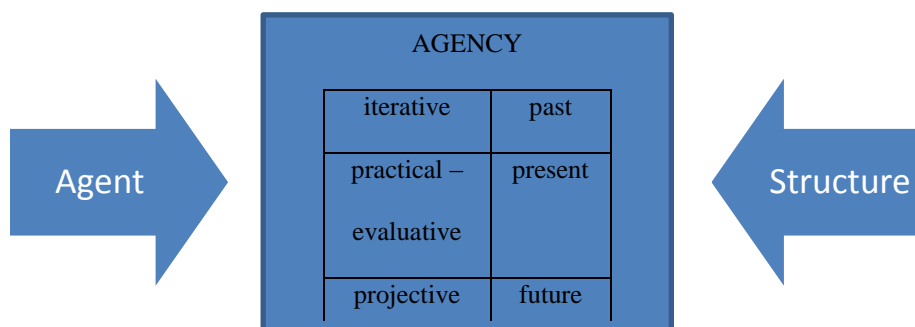 AGENCY
iterative past
Agent
practical – present
Structure
evaluative
projective future